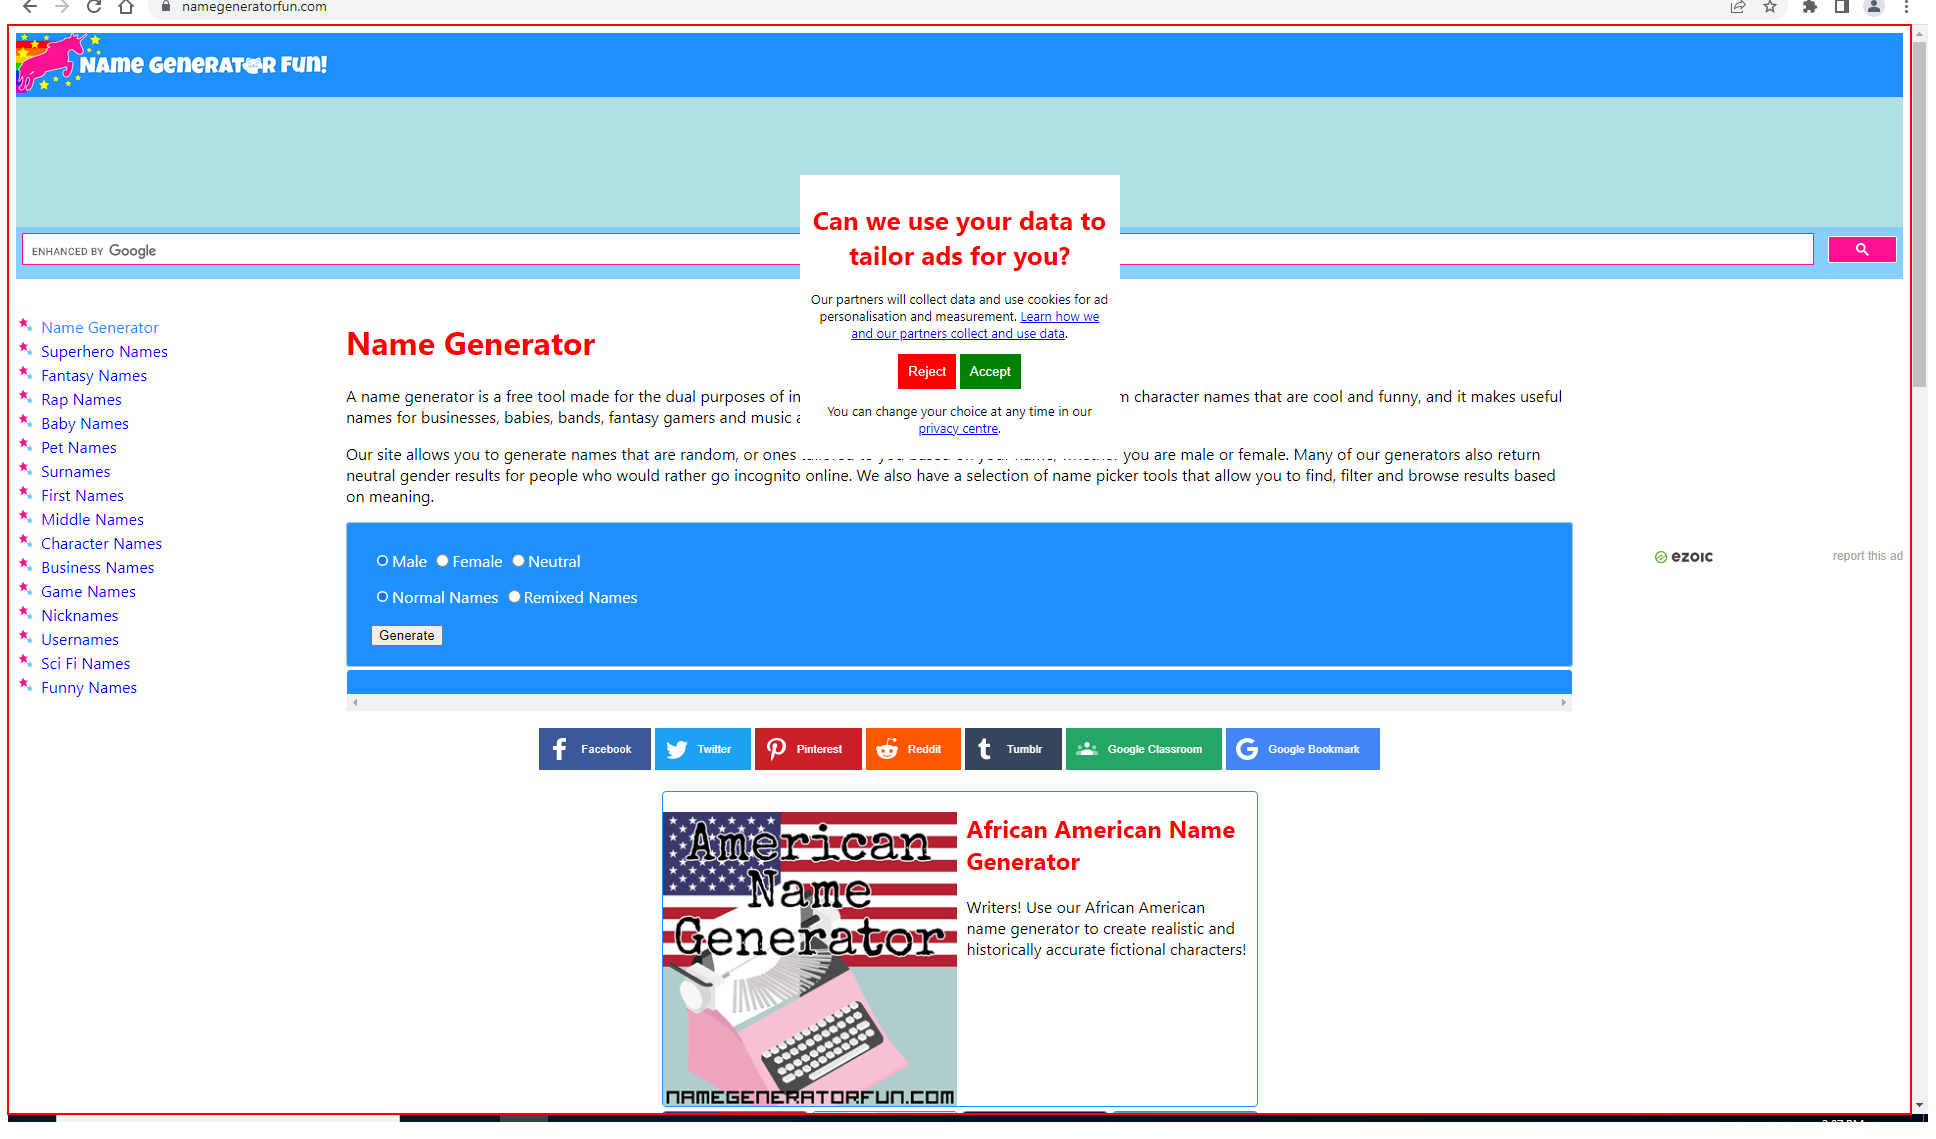 namegeneratorfun.com
Name Generator Fun!
Can we use your data to
tailor ads for you?
Our partners will collect data and use cookies for ad
personalisation and measurement. Learn how we
and our partners collect and use data.
Reject Accept
You can change your choice at any time in our
privacy centre.
ENHANCED BY Google
Name Generator
Superhero Names
Fantasy Names
Rap Names
Baby Names
Pet Names
Surnames
First Names
Middle Names
Character Names
Business Names
Game Names
Nicknames
Usernames
Sci Fi Names
Funny Names
Name Generator
A name generator is a free tool made for the dual purposes of in
character names that are cool and funny, and it makes useful
names for businesses, babies, bands, fantasy gamers and music a
Our site allows you to generate names that are random, or ones tailored to you based on your name, whether you are male or female. Many of our generators also return
neutral gender results for people who would rather go incognito online. We also have a selection of name picker tools that allow you to find, filter and browse results based
on meaning.
Male Female Neutral
Normal Names Remixed Names
Generate
ezoic
report this ad
Facebook Twitter Pinterest Reddit Tumblr Google Classroom Google Bookmark
American
Name
Generator
NAMEGENERATORFUN.COM
African American Name
Generator
Writers! Use our African American
name generator to create realistic and
historically accurate fictional characters!